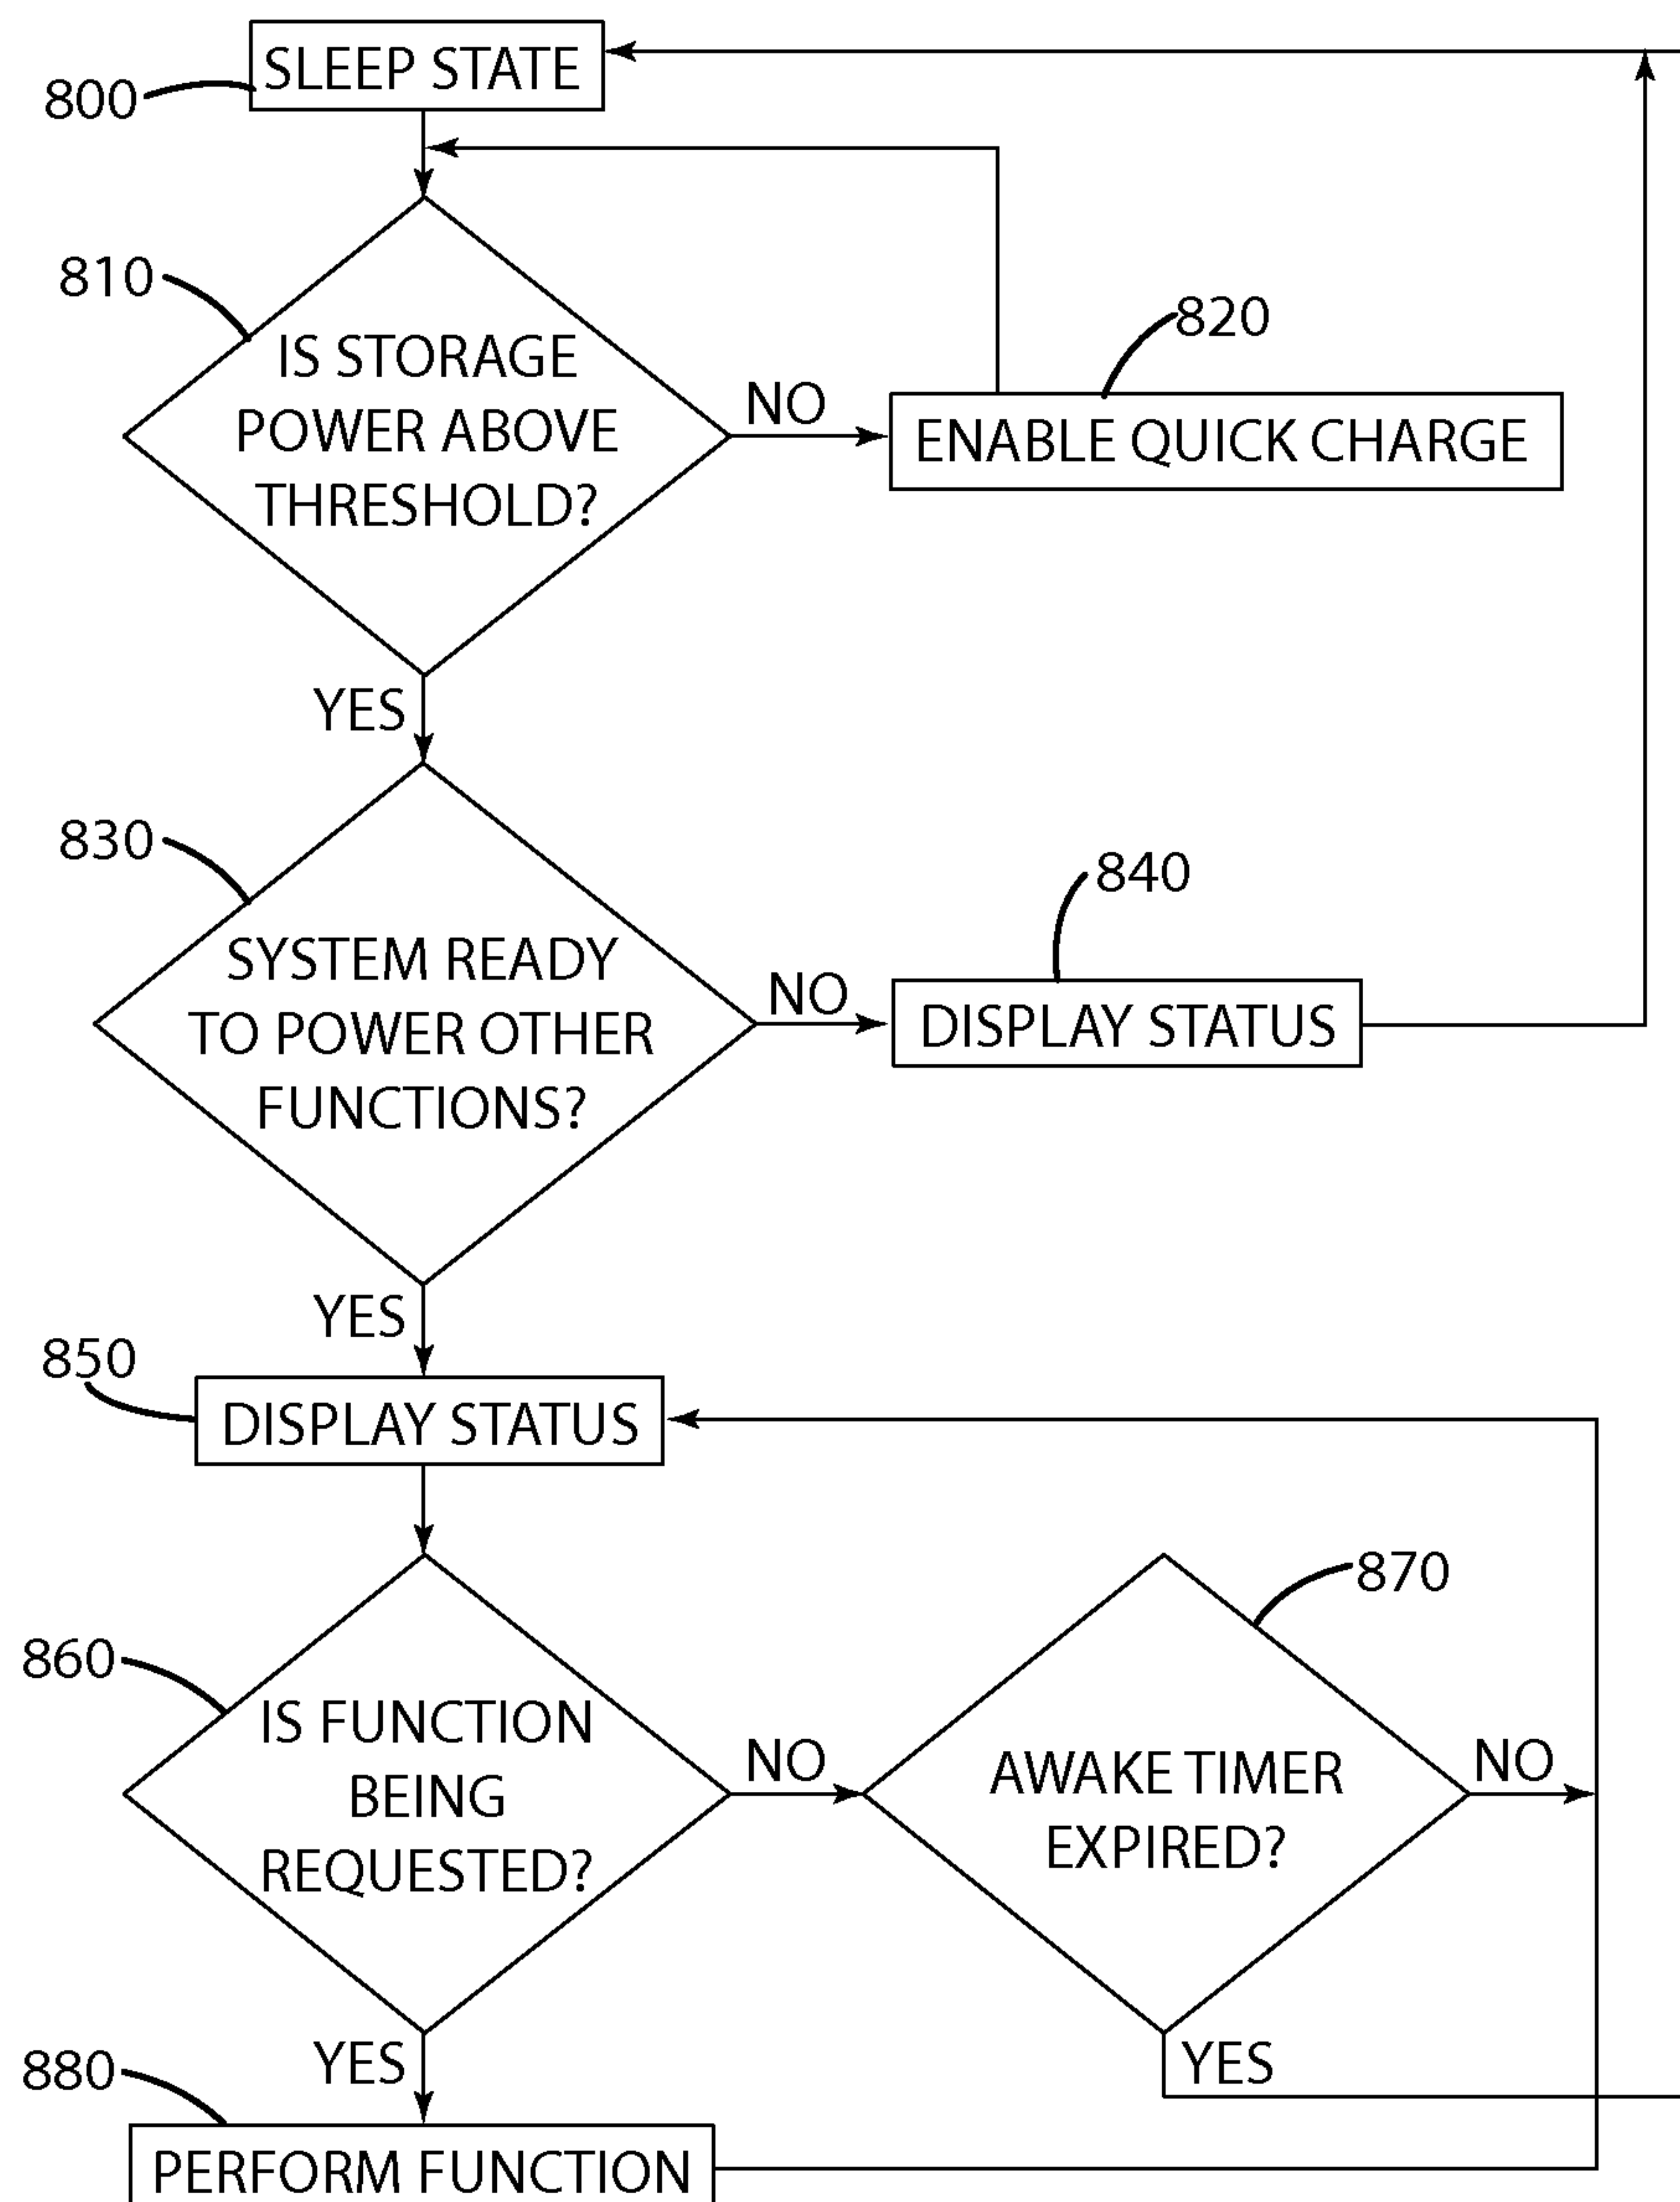 SLEEP STATE
800
810
IS STORAGE
POWER ABOVE
THRESHOLD?
NO
820
ENABLE QUICK CHARGE
YES
830
SYSTEM READY
TO POWER OTHER
FUNCTIONS?
NO
840
DISPLAY STATUS
YES
850
DISPLAY STATUS
860
IS FUNCTION
BEING
REQUESTED?
NO
870
AWAKE TIMER
EXPIRED?
NO
YES
YES
880
PERFORM FUNCTION